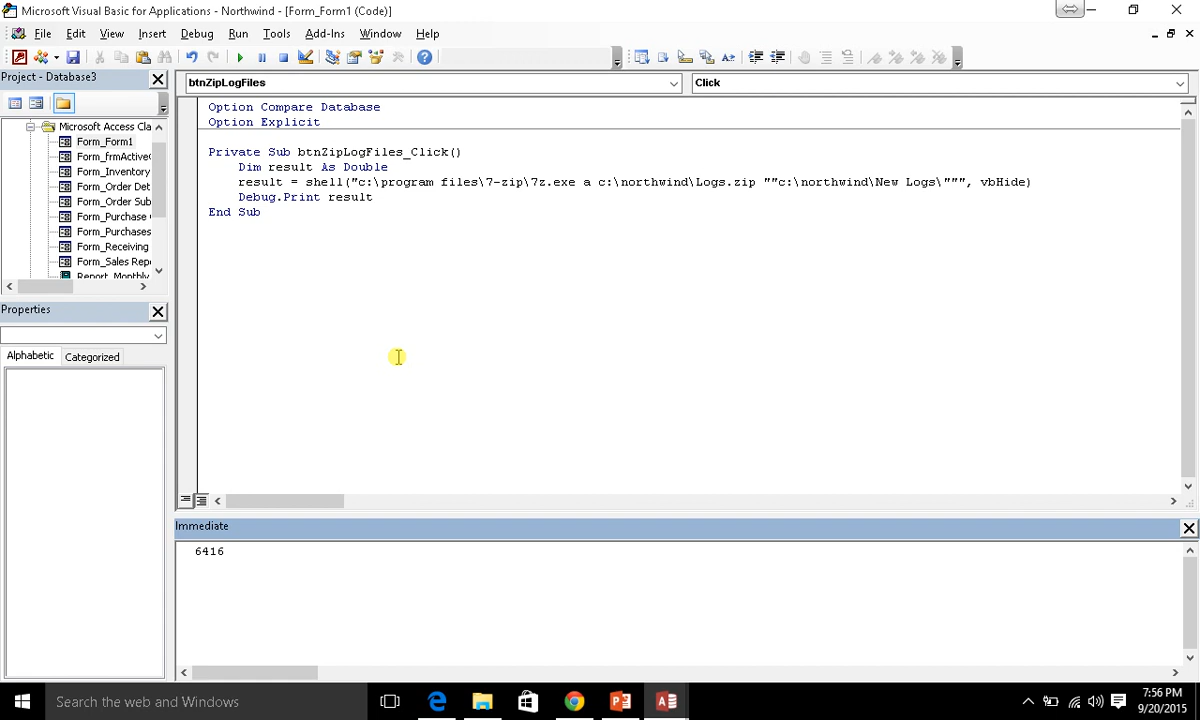 Microsoft Visual Basic for Applications - Northwind - [Form_Form1 (Code)]
File Edit View Insert Format Debug Run Tools Add-Ins Window Help
Project - Database3
btnZipLogFiles
Click
Microsoft Access Cla
Form_Form1
Form_frmActive
Form_Inventory
Form_Order Det
Form_Order Sub
Form_Purchase
Form_Purchases
Form_Receiving
Form_Sales Rep
Report_Monthly
Properties
Alphabetic Categorized
Option Compare Database
Option Explicit
Private Sub btnZipLogFiles_Click()
Dim result As Double
result = shell("c:\program files\7-zip\7z.exe a c:\northwind\Logs.zip ""c:\northwind\New Logs\""", vbHide)
Debug.Print result
End Sub
Immediate
6416
Search the web and Windows
7:56 PM
9/20/2015